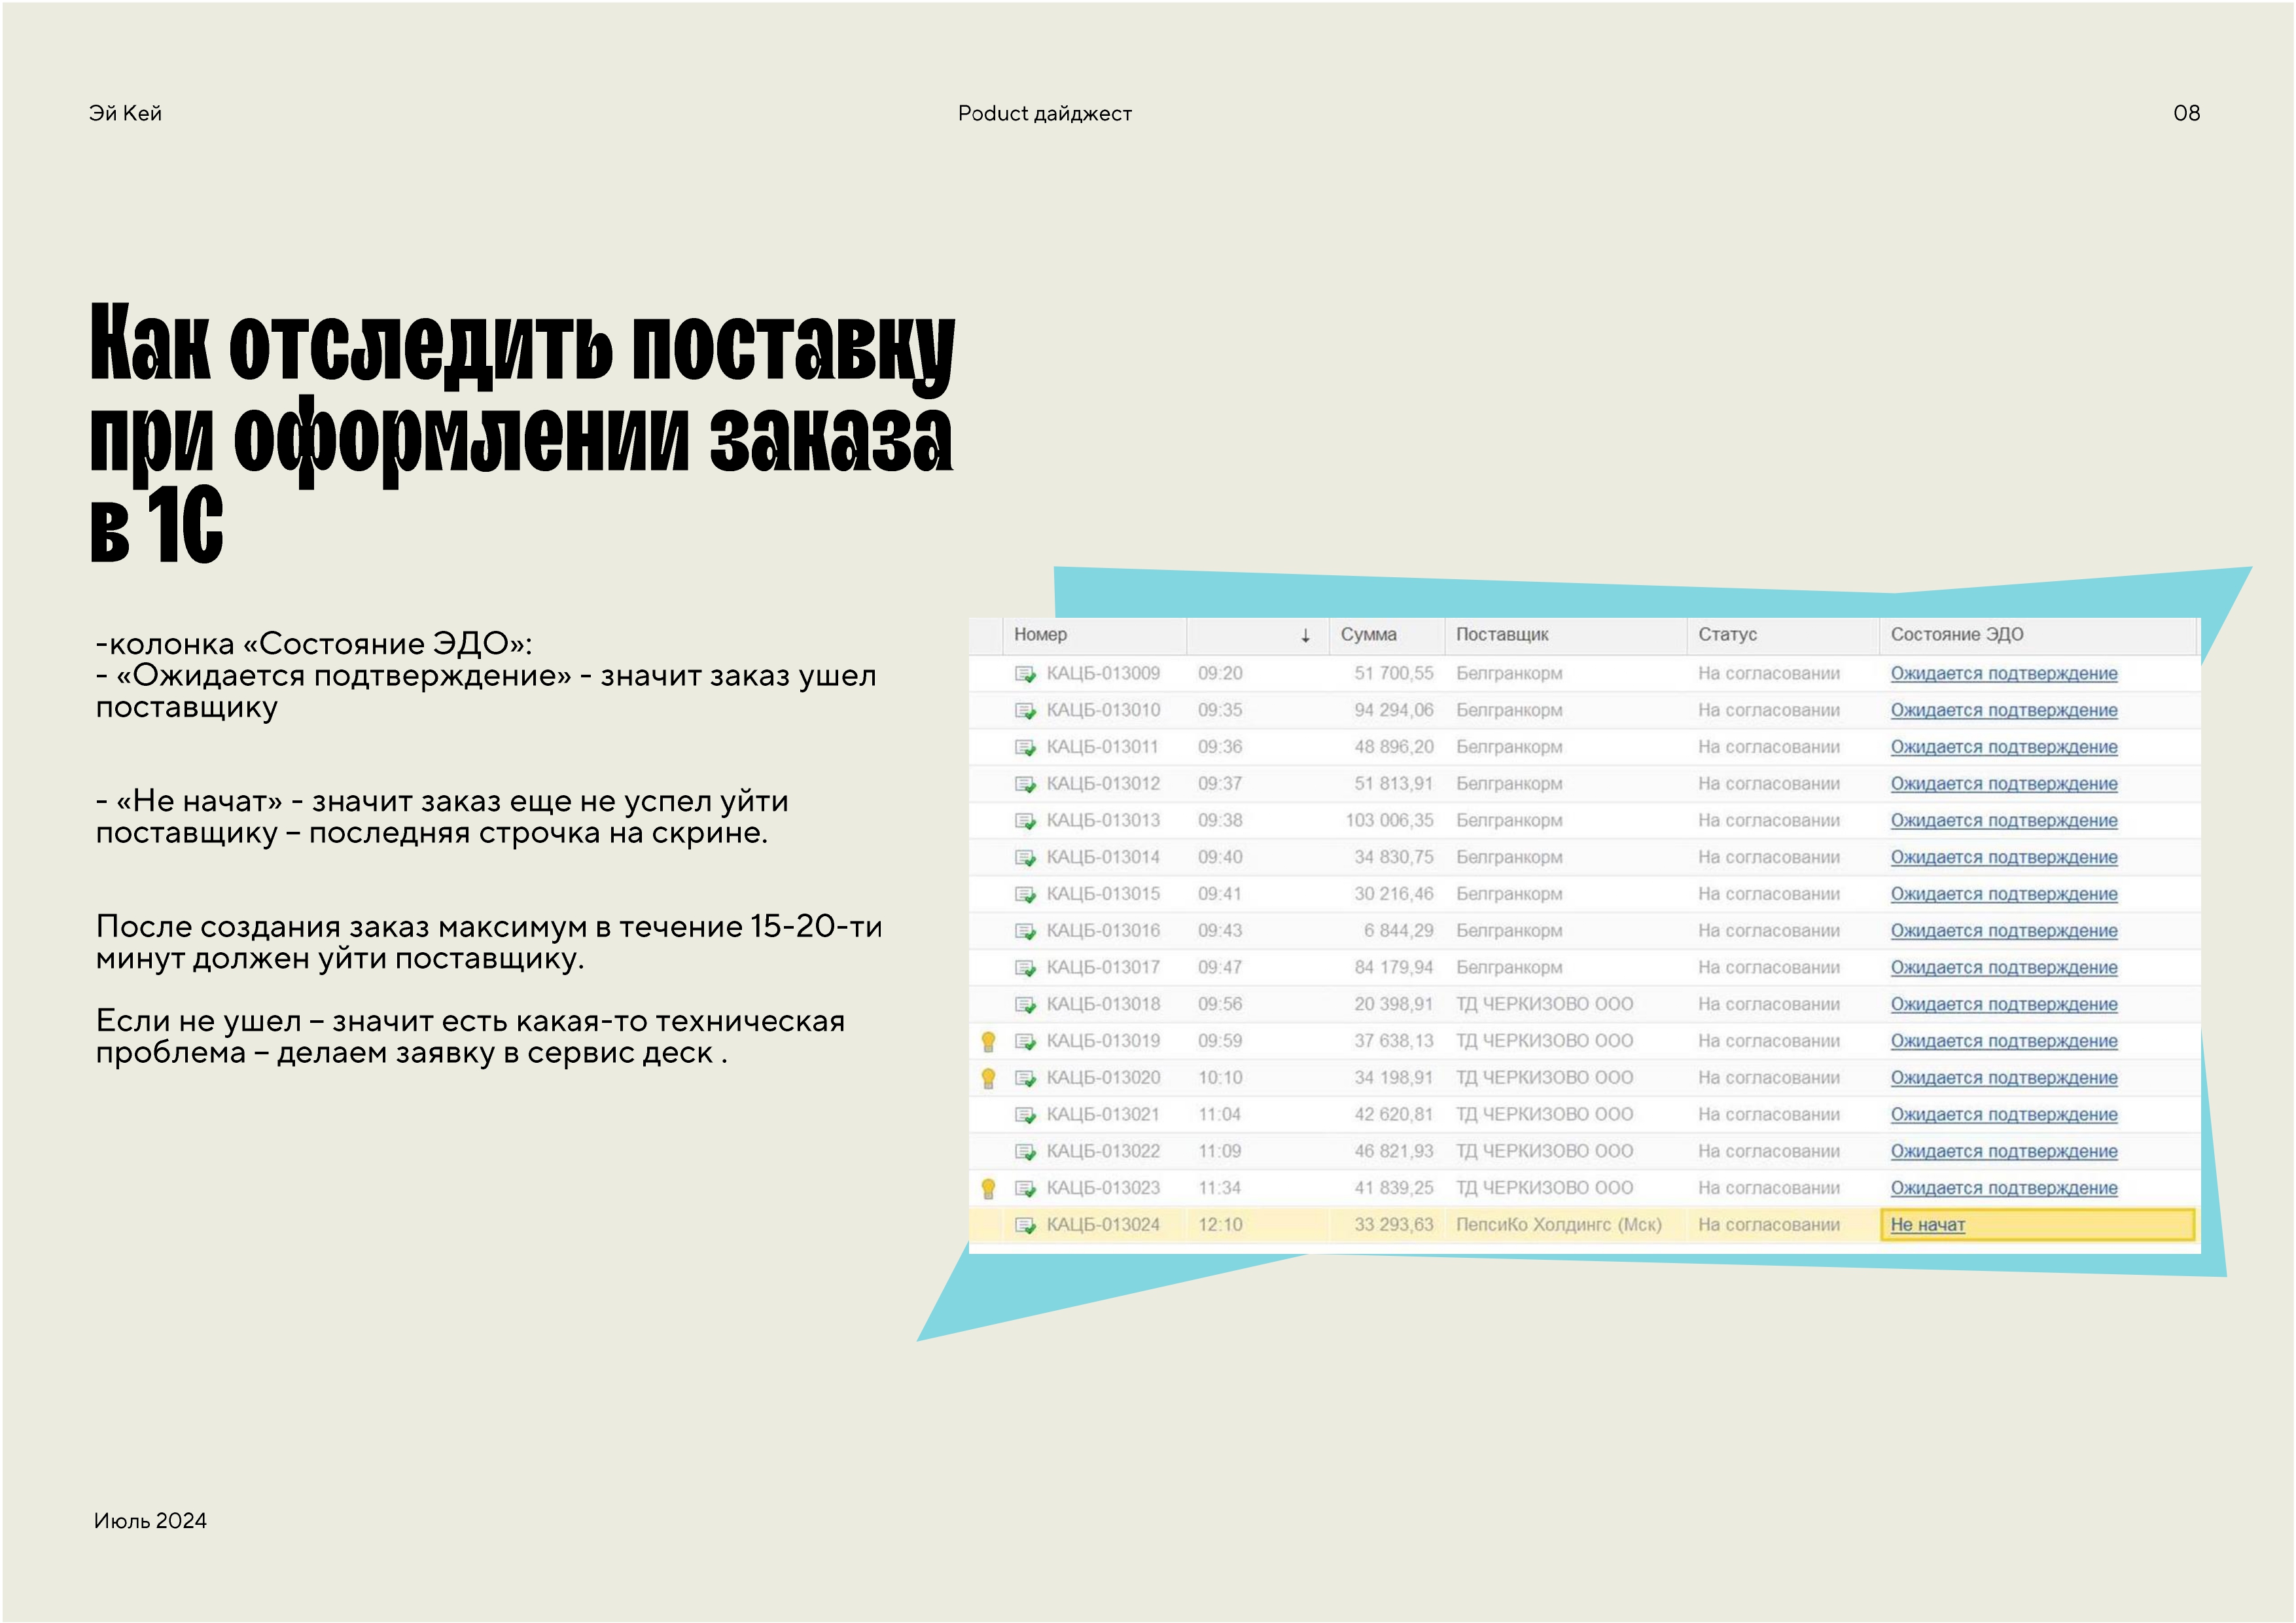 Эй Кей
Poduct дайджест
08
Как отследить поставку
при оформлении заказа
в 1С
-колонка «Состояние ЭДО»:
- «Ожидается подтверждение» - значит заказ ушел
поставщику
- «Не начат» - значит заказ еще не успел уйти
поставщику – последняя строчка на скрине.
После создания заказ максимум в течение 15-20-ти
минут должен уйти поставщику.
Если не ушел – значит есть какая-то техническая
проблема – делаем заявку в сервис деск .
Номер ↓ Сумма Поставщик Статус Состояние ЭДО
КАЦБ-013009 09:20 51 700,55 Белгранкорм На согласовании Ожидается подтверждение
КАЦБ-013010 09:35 94 294,06 Белгранкорм На согласовании Ожидается подтверждение
КАЦБ-013011 09:36 48 896,20 Белгранкорм На согласовании Ожидается подтверждение
КАЦБ-013012 09:37 51 813,91 Белгранкорм На согласовании Ожидается подтверждение
КАЦБ-013013 09:38 103 006,35 Белгранкорм На согласовании Ожидается подтверждение
КАЦБ-013014 09:40 34 830,75 Белгранкорм На согласовании Ожидается подтверждение
КАЦБ-013015 09:41 30 216,46 Белгранкорм На согласовании Ожидается подтверждение
КАЦБ-013016 09:43 6 844,29 Белгранкорм На согласовании Ожидается подтверждение
КАЦБ-013017 09:47 84 179,94 Белгранкорм На согласовании Ожидается подтверждение
КАЦБ-013018 09:56 20 398,91 ТД ЧЕРКИЗОВО ООО На согласовании Ожидается подтверждение
КАЦБ-013019 09:59 37 638,13 ТД ЧЕРКИЗОВО ООО На согласовании Ожидается подтверждение
КАЦБ-013020 10:10 34 198,91 ТД ЧЕРКИЗОВО ООО На согласовании Ожидается подтверждение
КАЦБ-013021 11:04 42 620,81 ТД ЧЕРКИЗОВО ООО На согласовании Ожидается подтверждение
КАЦБ-013022 11:09 46 821,93 ТД ЧЕРКИЗОВО ООО На согласовании Ожидается подтверждение
КАЦБ-013023 11:34 41 839,25 ТД ЧЕРКИЗОВО ООО На согласовании Ожидается подтверждение
КАЦБ-013024 12:10 33 293,63 ПепсиКо Холдингс (Мск) На согласовании Не начат
Июль 2024